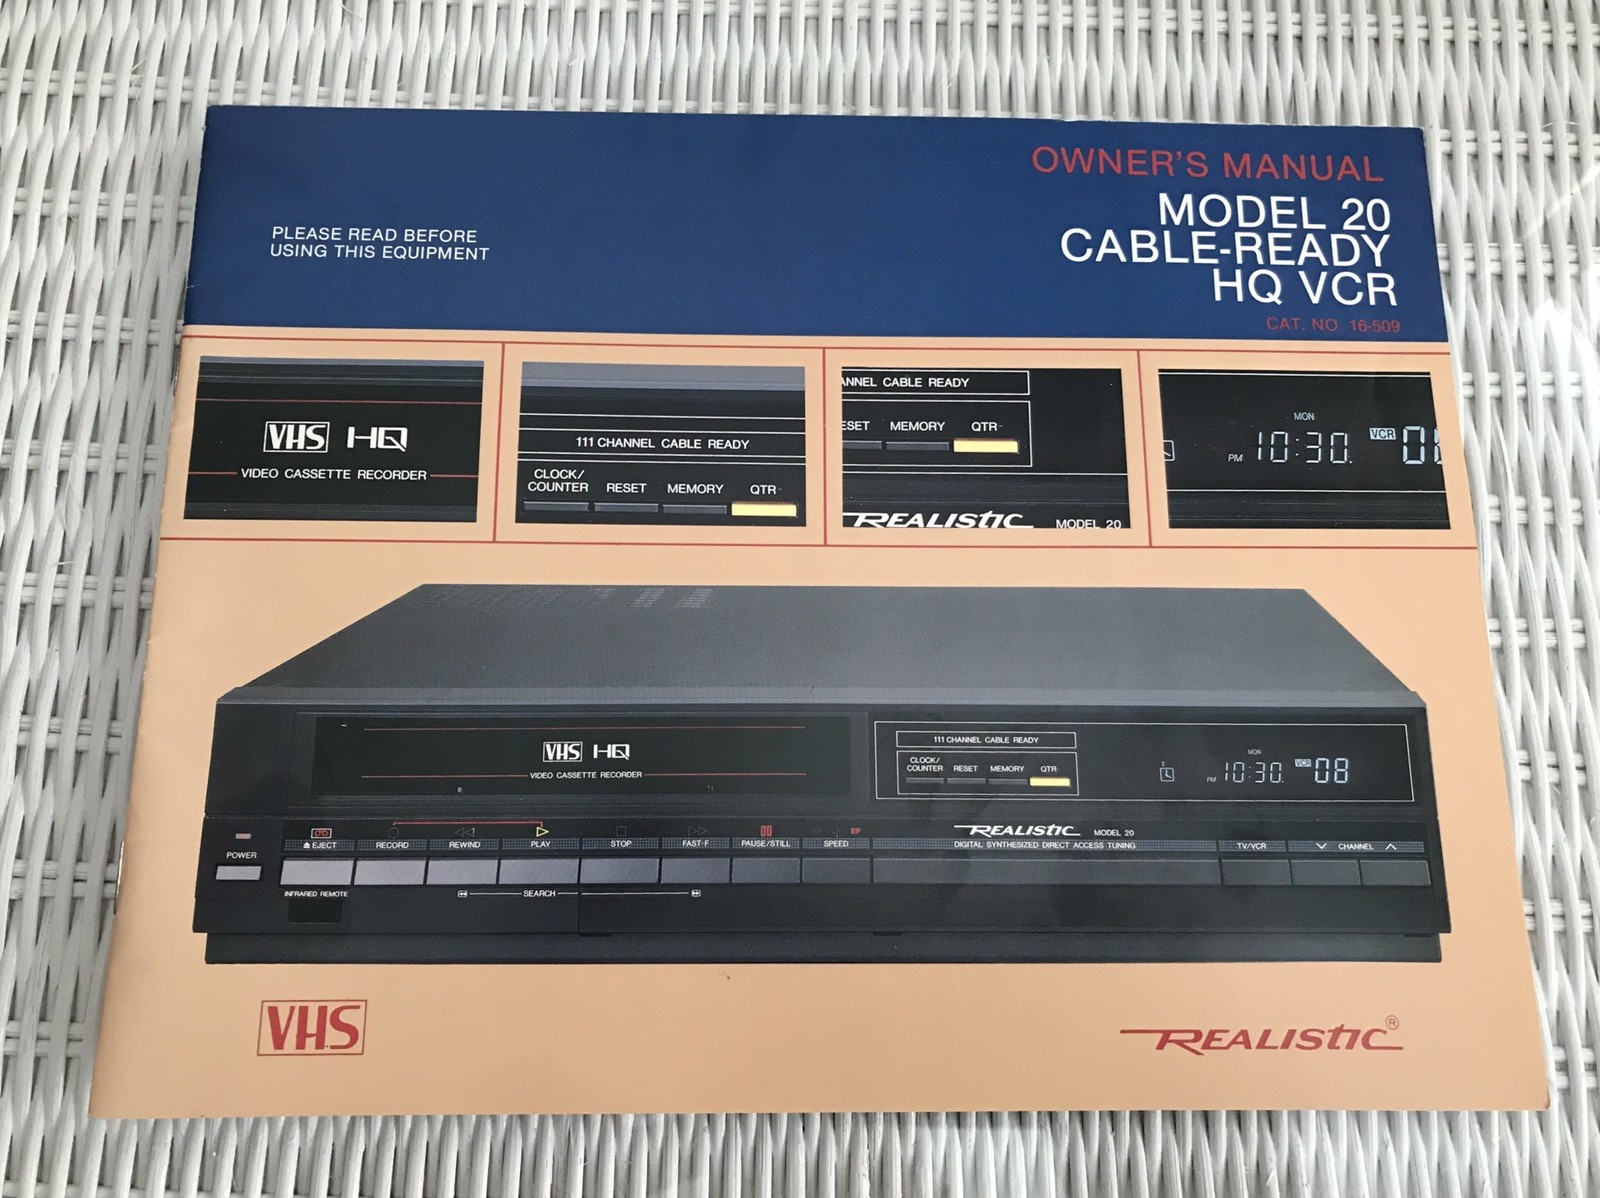 OWNER'S MANUAL
MODEL 20
CABLE-READY
HQ VCR
CAT. NO. 16-509
PLEASE READ BEFORE
USING THIS EQUIPMENT
VHS HQ
VIDEO CASSETTE RECORDER
111 CHANNEL CABLE READY
CLOCK/
COUNTER RESET MEMORY QTR
ANNEL CABLE READY
ESET MEMORY QTR
REALISTIC MODEL 20
MON
PM 10:30. VCR 0
VHS HQ
VIDEO CASSETTE RECORDER
111 CHANNEL CABLE READY
CLOCK/
COUNTER RESET MEMORY QTR
MON
PM 10:30. VCR 08
REALISTIC MODEL 20
DIGITAL SYNTHESIZED DIRECT ACCESS TUNING
EP
POWER
EJECT RECORD REWIND PLAY STOP FAST-F PAUSE/STILL SPEED TV/VCR CHANNEL
INFRARED REMOTE
SEARCH
VHS
REALISTIC®